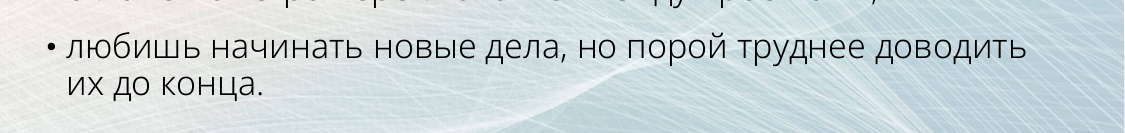 • любишь начинать новые дела, но порой труднее доводить
их до конца.